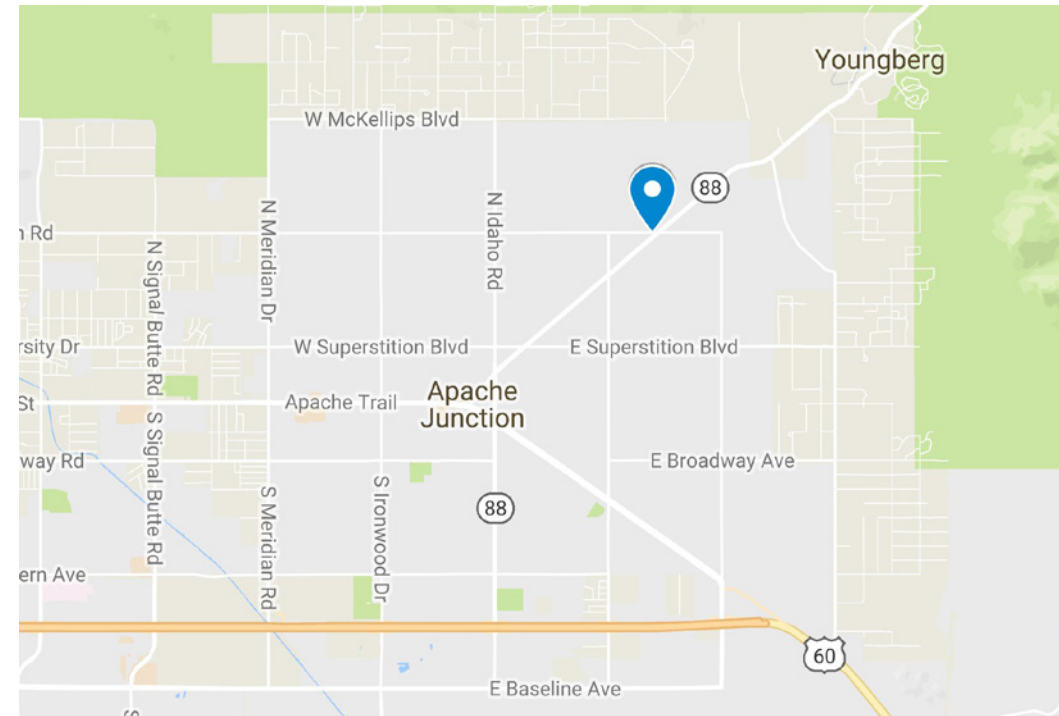 Youngberg
W McKellips Blvd
88
N Idaho Rd
N Meridian Dr
Rd
N Signal Butte Rd
rsity Dr
W Superstition Blvd
E Superstition Blvd
Apache
Junction
Apache Trail
St
S Signal Butte Rd
way Rd
E Broadway Ave
S Meridian Rd
S Ironwood Dr
88
ern Ave
60
E Baseline Ave
S